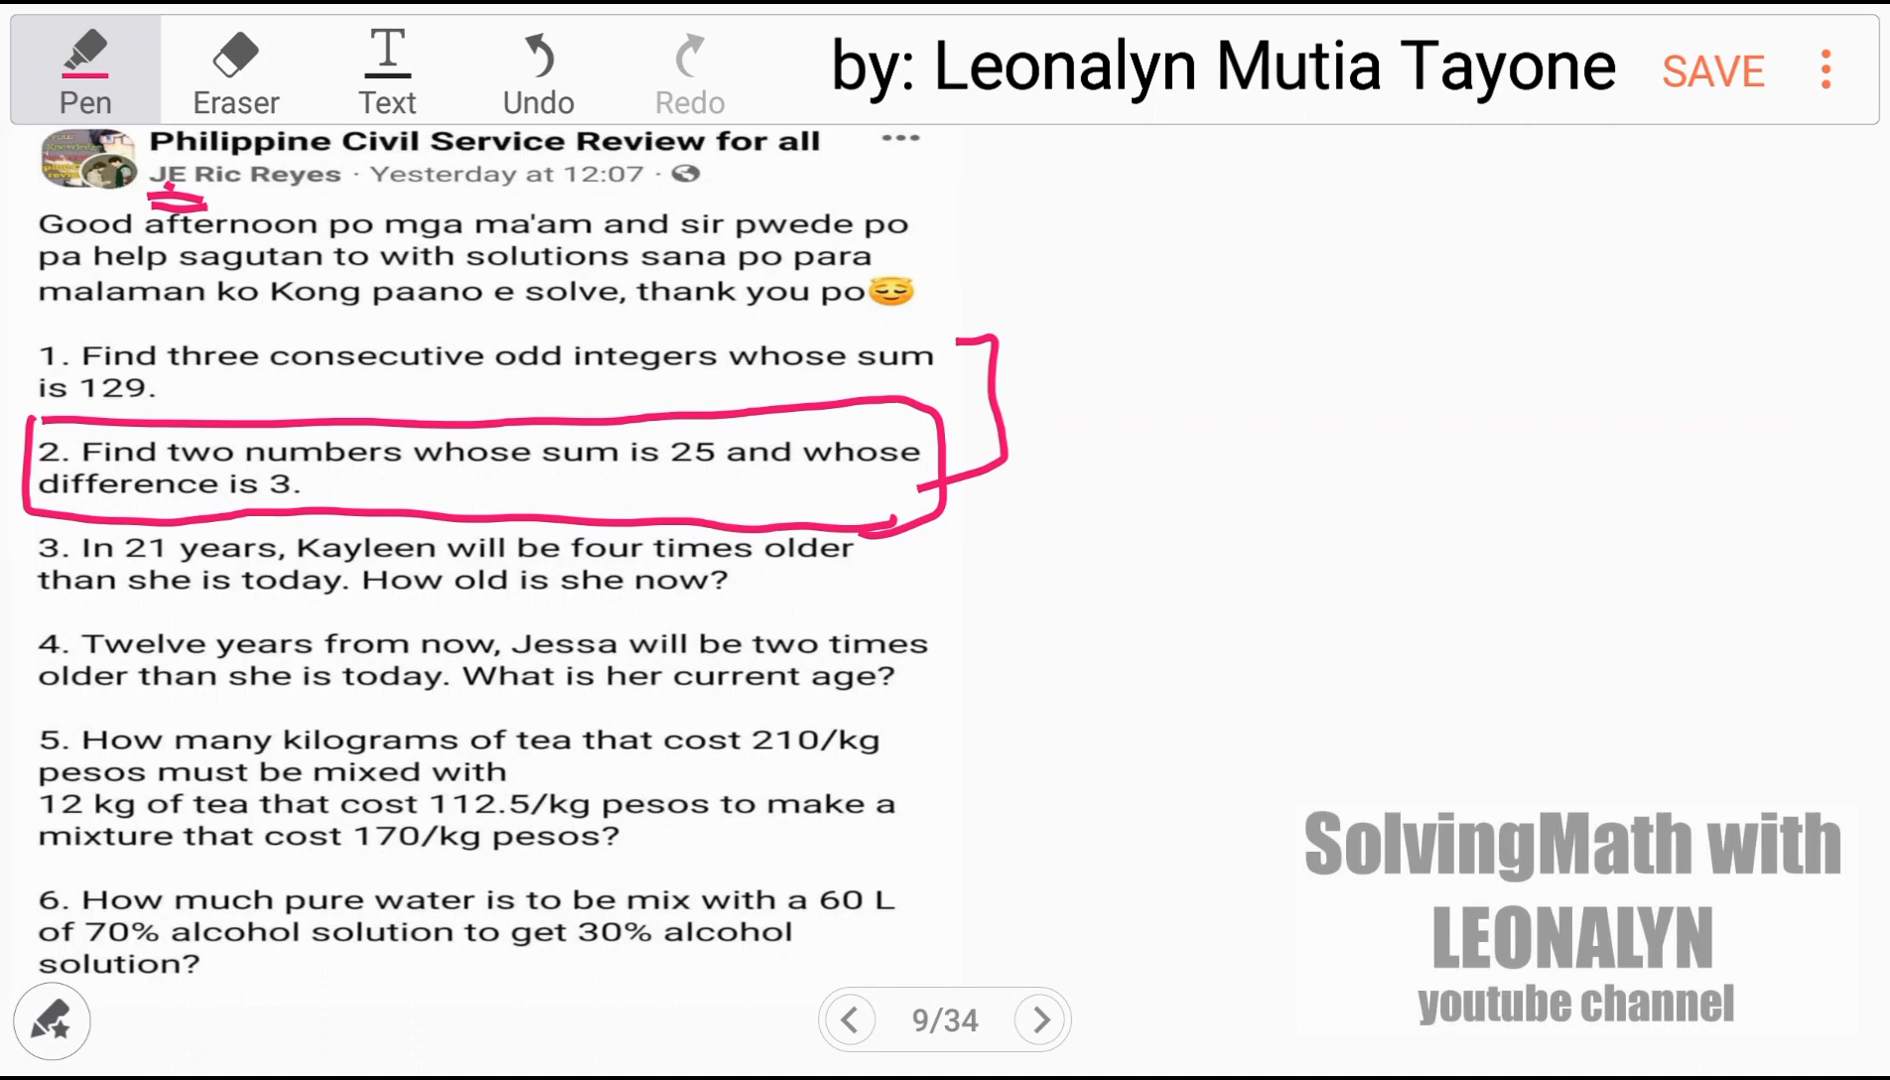 Pen
Eraser
Text
Undo
Redo
by: Leonalyn Mutia Tayone
SAVE
Philippine Civil Service Review for all
JE Ric Reyes · Yesterday at 12:07 ·
Good afternoon po mga ma'am and sir pwede po
pa help sagutan to with solutions sana po para
malaman ko Kong paano e solve, thank you po😇
1. Find three consecutive odd integers whose sum
is 129.
2. Find two numbers whose sum is 25 and whose
difference is 3.
3. In 21 years, Kayleen will be four times older
than she is today. How old is she now?
4. Twelve years from now, Jessa will be two times
older than she is today. What is her current age?
5. How many kilograms of tea that cost 210/kg
pesos must be mixed with
12 kg of tea that cost 112.5/kg pesos to make a
mixture that cost 170/kg pesos?
6. How much pure water is to be mix with a 60 L
of 70% alcohol solution to get 30% alcohol
solution?
9/34
SolvingMath with
LEONALYN
youtube channel